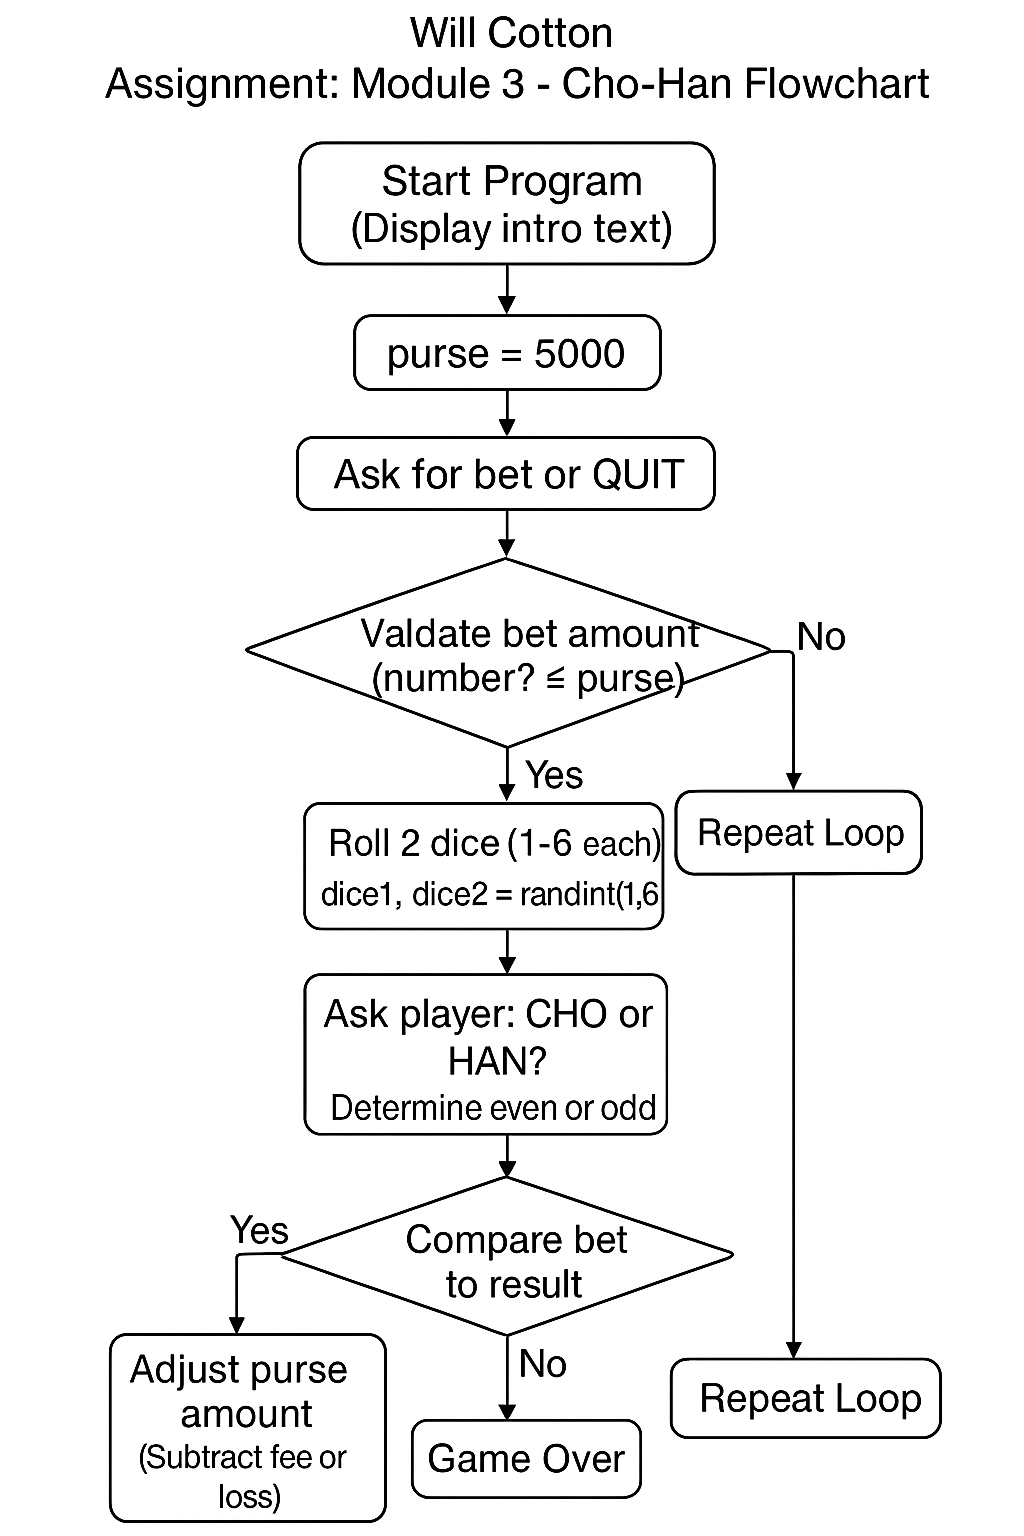 Will Cotton
Assignment: Module 3 - Cho-Han Flowchart
Start Program
(Display intro text)
purse = 5000
Ask for bet or QUIT
Valdate bet amount
(number? ≤ purse)
No
Yes
Roll 2 dice (1-6 each)
dice1, dice2 = randint(1,6
Repeat Loop
Ask player: CHO or
HAN?
Determine even or odd
Yes
Compare bet
to result
No
Adjust purse
amount
(Subtract fee or
loss)
Game Over
Repeat Loop